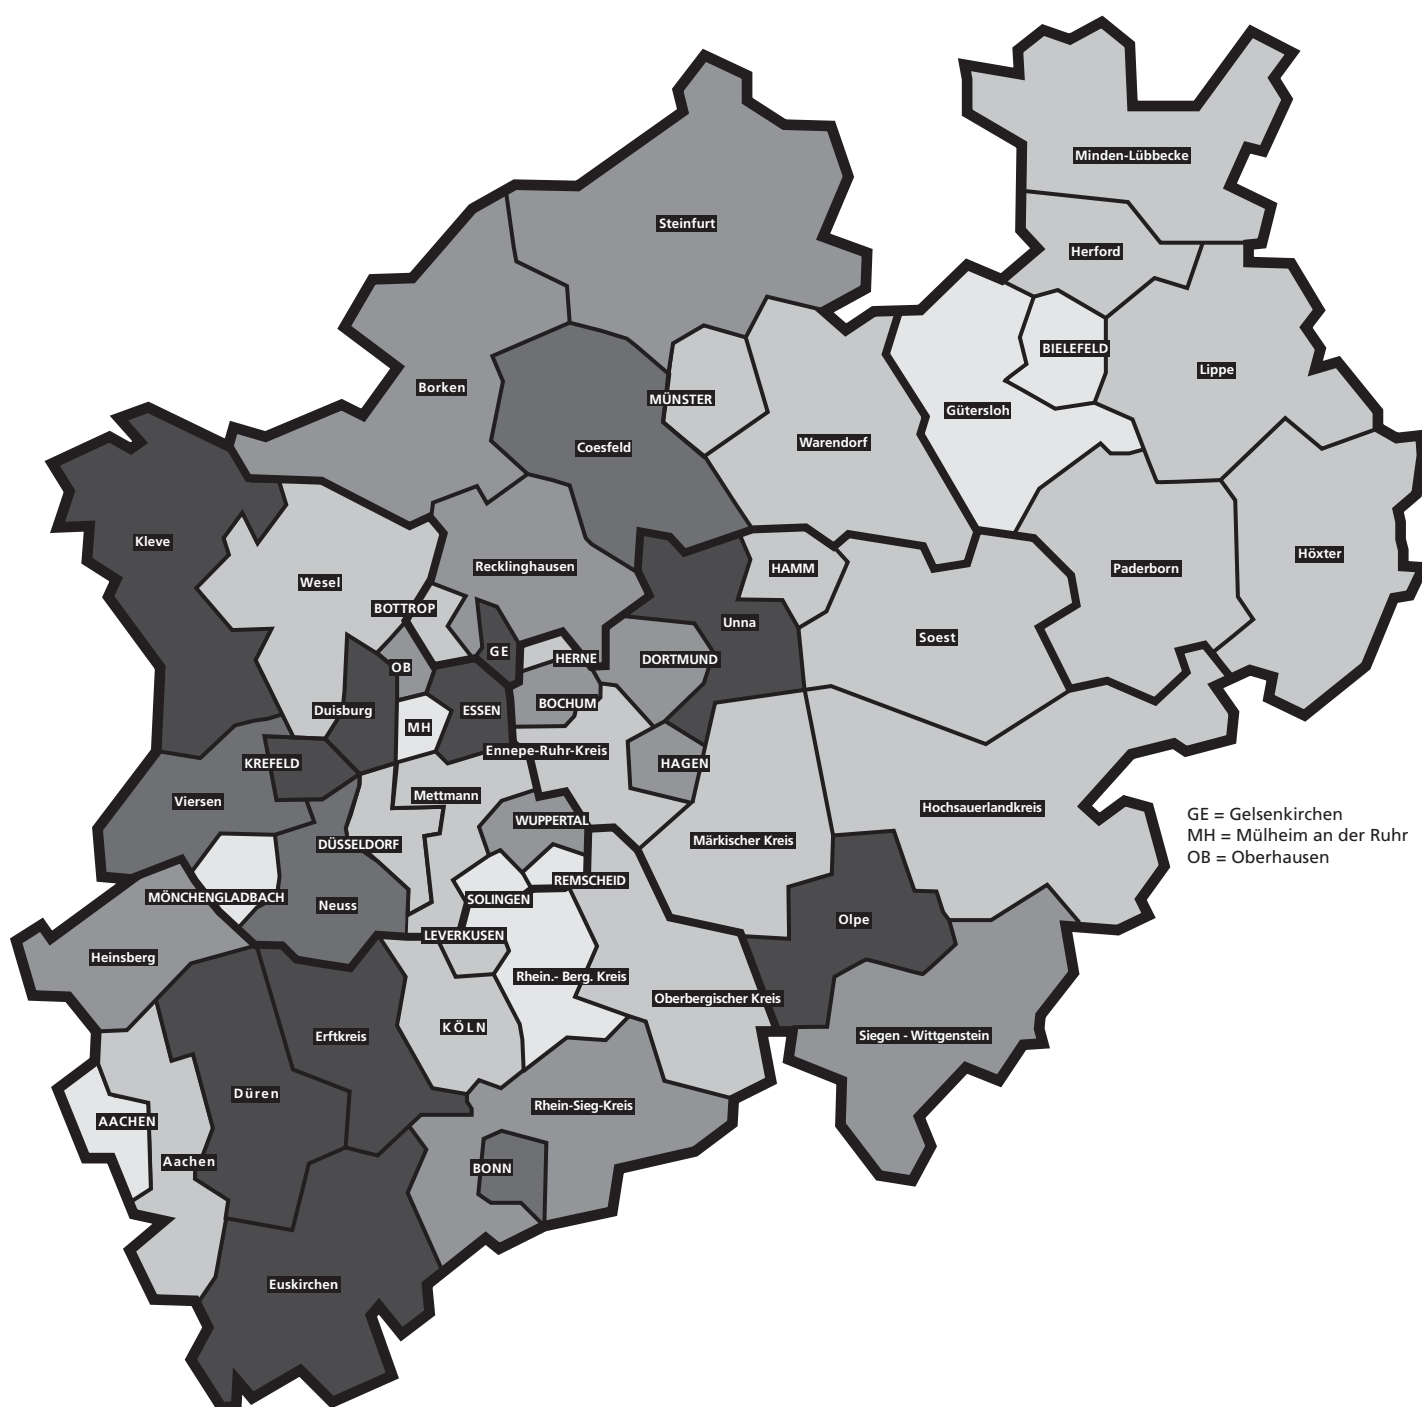 Minden-Lübbecke
Steinfurt
Herford
BIELEFELD
Lippe
Borken
MÜNSTER
Gütersloh
Warendorf
Coesfeld
Kleve
Höxter
Recklinghausen
HAMM
Paderborn
Wesel
BOTTROP
Unna
Soest
GE
HERNE
DORTMUND
OB
BOCHUM
Duisburg
ESSEN
MH
Ennepe-Ruhr-Kreis
KREFELD
HAGEN
Mettmann
Viersen
Hochsauerlandkreis
GE = Gelsenkirchen
MH = Mülheim an der Ruhr
OB = Oberhausen
WUPPERTAL
DÜSSELDORF
Märkischer Kreis
REMSCHEID
MÖNCHENGLADBACH
SOLINGEN
Neuss
Olpe
LEVERKUSEN
Heinsberg
Rhein.- Berg. Kreis
Oberbergischer Kreis
KÖLN
Erftkreis
Siegen - Wittgenstein
Düren
Rhein-Sieg-Kreis
AACHEN
Aachen
BONN
Euskirchen